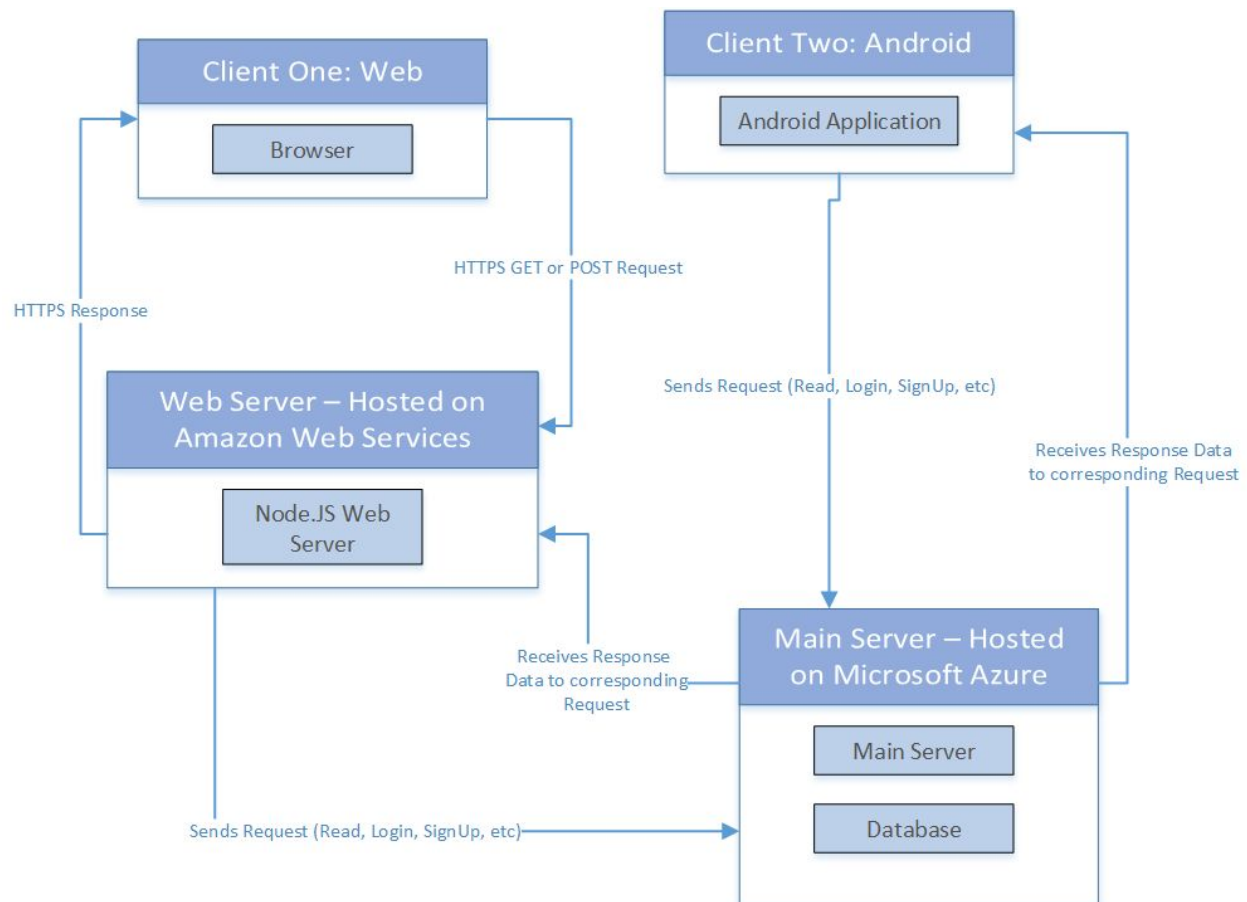 Client One: Web
Browser
Client Two: Android
Android Application
HTTPS GET or POST Request
HTTPS Response
Sends Request (Read, Login, SignUp, etc)
Web Server – Hosted on
Amazon Web Services
Node.JS Web
Server
Receives Response Data
to corresponding Request
Main Server – Hosted
on Microsoft Azure
Main Server
Database
Receives Response
Data to corresponding
Request
Sends Request (Read, Login, SignUp, etc)